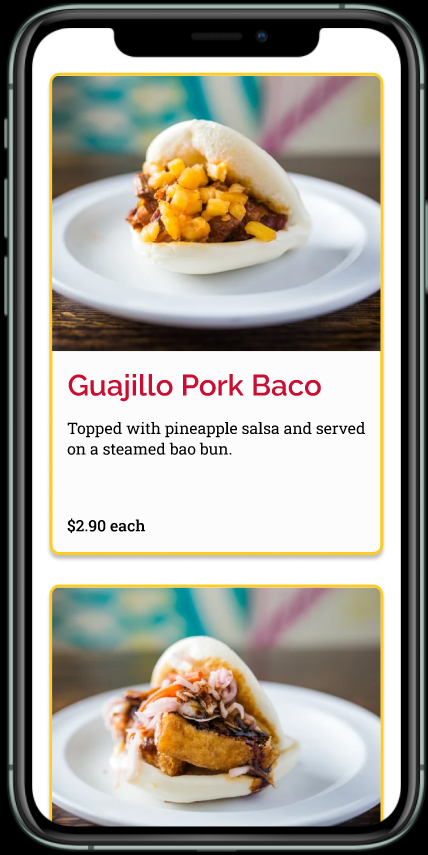 Guajillo Pork Baco
Topped with pineapple salsa and served
on a steamed bao bun.
$2.90 each